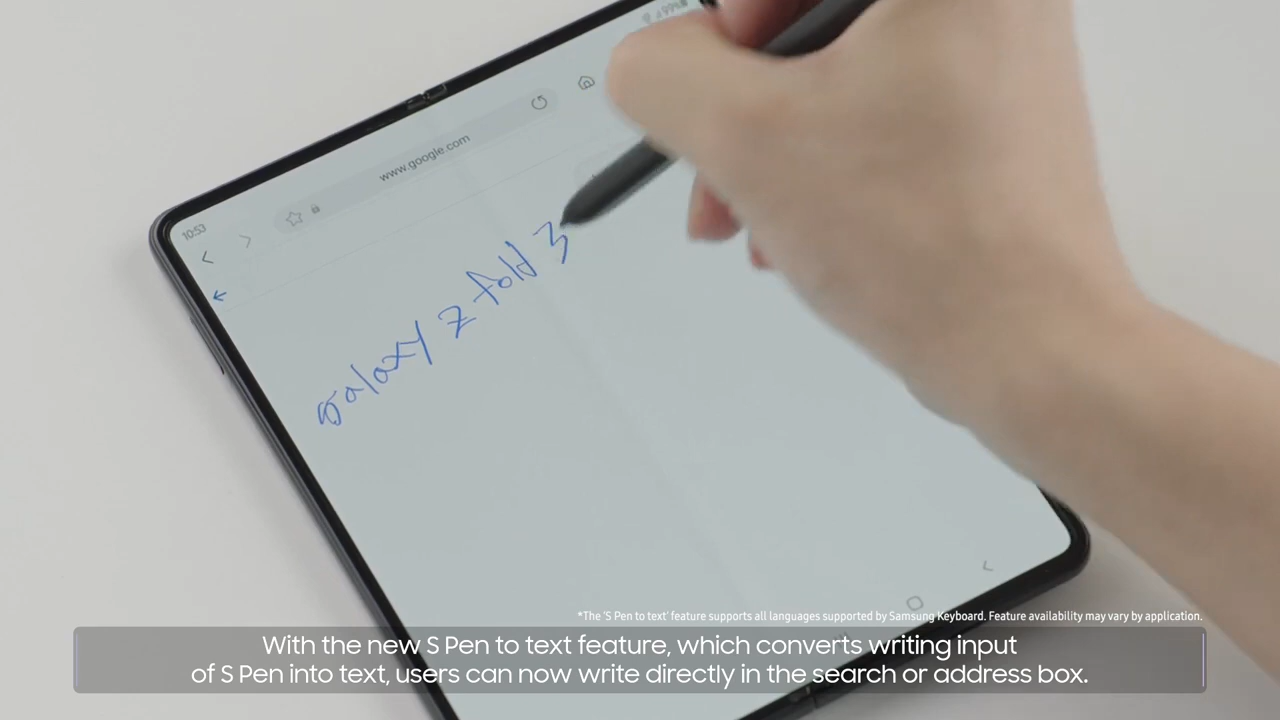 10:53
www.google.com
Galaxy z fold 3
*The 'S Pen to text' feature supports all languages supported by Samsung Keyboard. Feature availability may vary by application.
With the new S Pen to text feature, which converts writing input
of S Pen into text, users can now write directly in the search or address box.